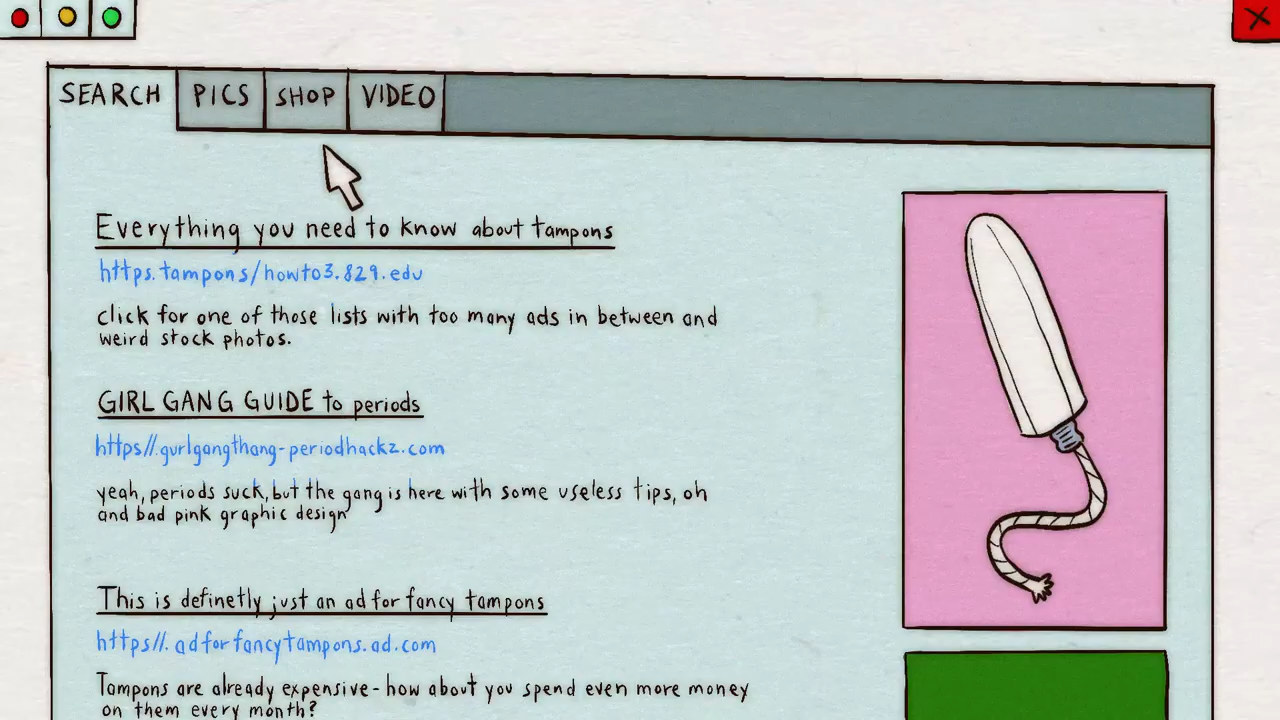 SEARCH PICS SHOP VIDEO
Everything you need to know about tampons
https.tampons/howto3.829.edu
click for one of those lists with too many ads in between and
weird stock photos.
GIRL GANG GUIDE to periods
https//.gurlgangthang-periodhackz.com
yeah, periods suck, but the gang is here with some useless tips, oh
and bad pink graphic design
This is definetly just an ad for fancy tampons
https//.adforfancytampons.ad.com
Tampons are already expensive - how about you spend even more money
on them every month?